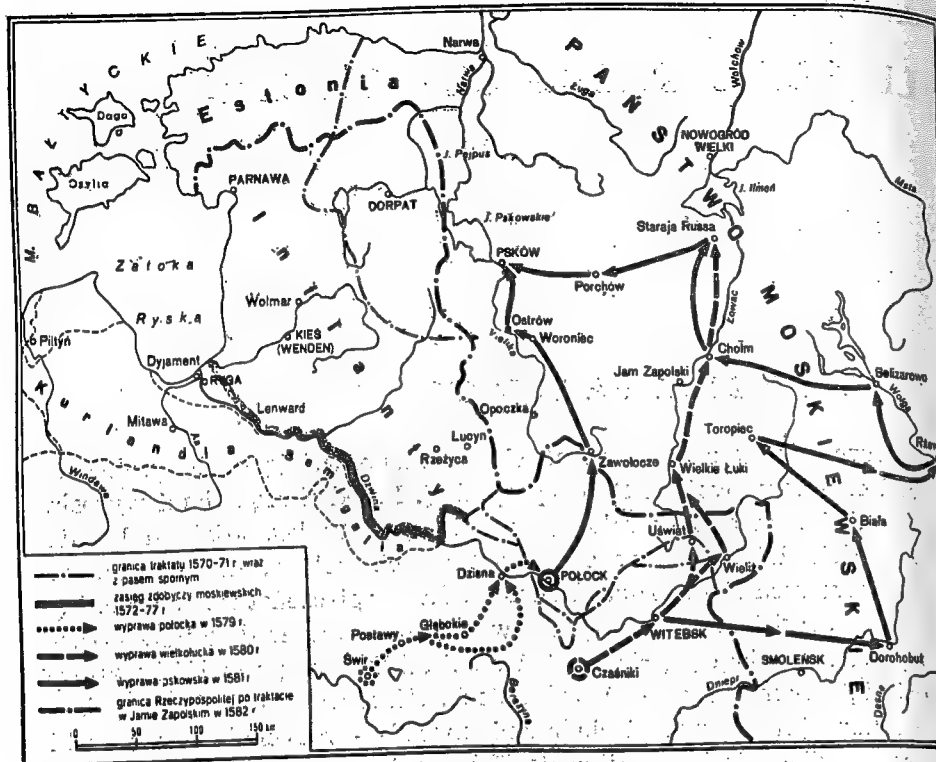 M. BAŁTYCKIE
Dago
Ozylia
Estonia
Narwa
Narwa
Ługa
PAŃSTWO MOSKIEWSKIE
Wołchow
NOWOGRÓD
WIELKI
J. Ilmeń
Msta
J. Pejpus
PARNAWA
DORPAT
J. Pskowskie
Staraja Russa
PSKÓW
Porchów
Zatoka
Ryska
Inflanty
Wolmar
KIEŚ
(WENDEN)
Ostrów
Woroniec
Wielika
Łować
Chołm
Piltyń
Dyjament
RYGA
Jam Zapolski
Belizarowo
Wołga
Kurlandia
Semigalia
Mitawa
Aa
Lenward
Opoczka
Toropiec
Lucyn
Rzeżyca
Windawa
Dźwina
Zawołocze
Wielkie Łuki
Biała
Uświat
Wieliż
Dzisna
POŁOCK
Głębokie
Postawy
Świr
WITEBSK
Czaśniki
SMOLEŃSK
Dorohobuż
Dniepr
Desna
Berezyna
granica traktatu 1570-71 r wraz
z pasem spornym
zasięg zdobyczy moskiewskich
1572-77 r
wyprawa połocka w 1579 r.
wyprawa wielkołucka w 1580 r
wyprawa pskowska w 1581 r
granica Rzeczypospolitej po traktacie
w Jamie Zapolskim w 1582 r
0 50 100 150 km